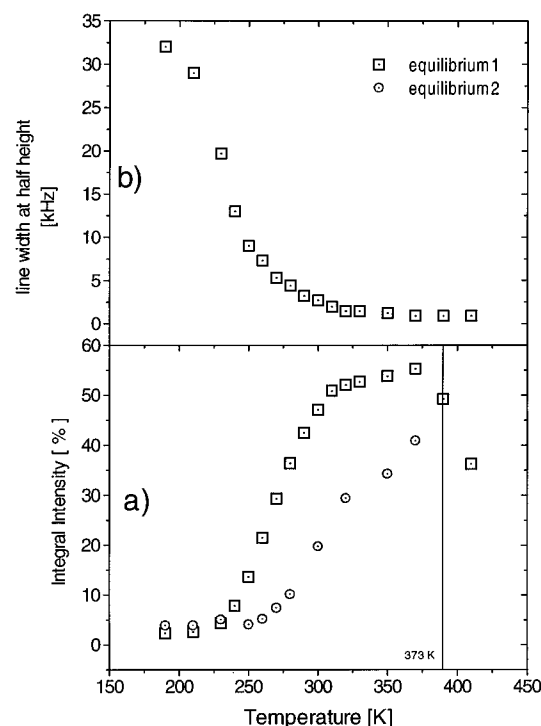 35
30
25
20
15
10
5
0
line width at half height
[kHz]
b)
equilibrium1
equilibrium2
60
50
40
30
20
10
0
Integral Intensity [ % ]
a)
373 K
150 200 250 300 350 400 450
Temperature [K]